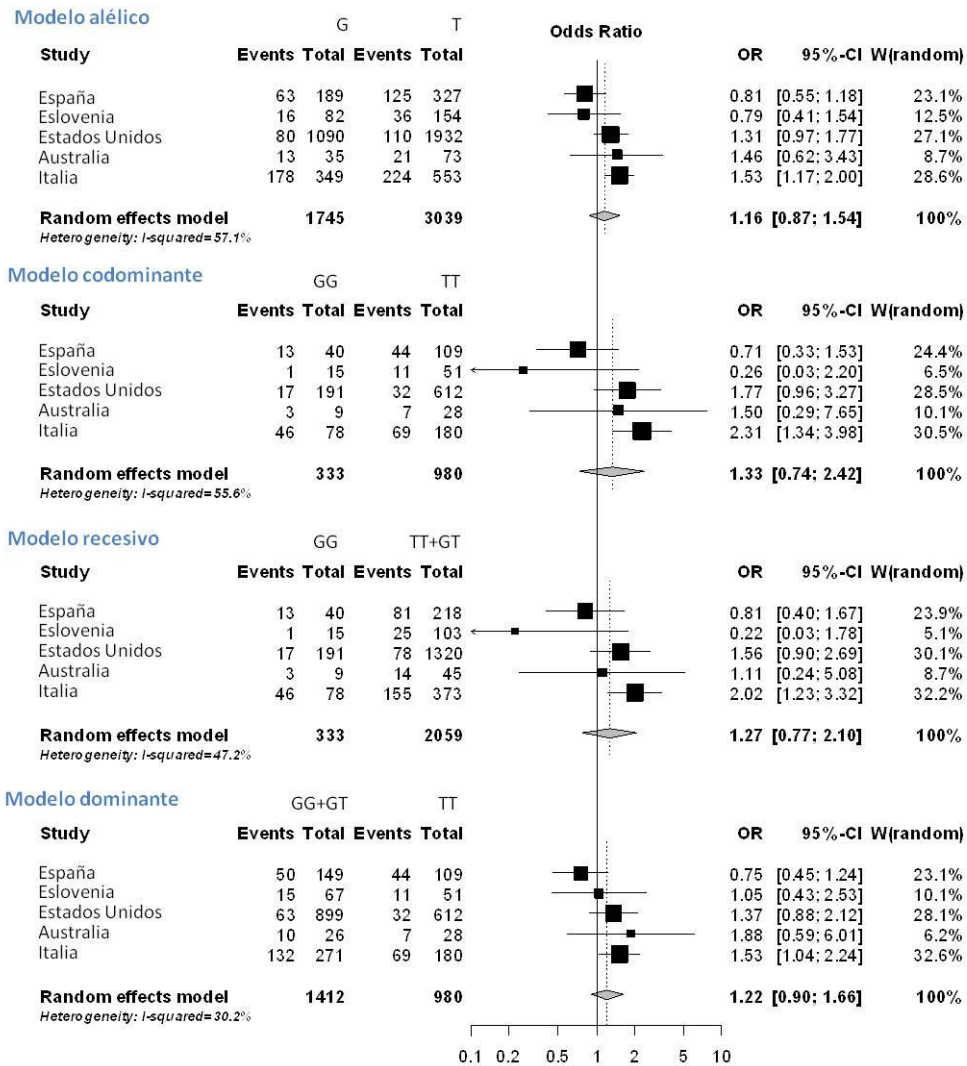 Modelo alélico
G T
Odds Ratio
Study Events Total Events Total OR 95%-CI W(random)
España 63 189 125 327 0.81 [0.55; 1.18] 23.1%
Eslovenia 16 82 36 154 0.79 [0.41; 1.54] 12.5%
Estados Unidos 80 1090 110 1932 1.31 [0.97; 1.77] 27.1%
Australia 13 35 21 73 1.46 [0.62; 3.43] 8.7%
Italia 178 349 224 553 1.53 [1.17; 2.00] 28.6%
Random effects model 1745 3039 1.16 [0.87; 1.54] 100%
Heterogeneity: I-squared=57.1%
Modelo codominante
GG TT
Study Events Total Events Total OR 95%-CI W(random)
España 13 40 44 109 0.71 [0.33; 1.53] 24.4%
Eslovenia 1 15 11 51 0.26 [0.03; 2.20] 6.5%
Estados Unidos 17 191 32 612 1.77 [0.96; 3.27] 28.5%
Australia 3 9 7 28 1.50 [0.29; 7.65] 10.1%
Italia 46 78 69 180 2.31 [1.34; 3.98] 30.5%
Random effects model 333 980 1.33 [0.74; 2.42] 100%
Heterogeneity: I-squared=55.6%
Modelo recesivo
GG TT+GT
Study Events Total Events Total OR 95%-CI W(random)
España 13 40 81 218 0.81 [0.40; 1.67] 23.9%
Eslovenia 1 15 25 103 0.22 [0.03; 1.78] 5.1%
Estados Unidos 17 191 78 1320 1.56 [0.90; 2.69] 30.1%
Australia 3 9 14 45 1.11 [0.24; 5.08] 8.7%
Italia 46 78 155 373 2.02 [1.23; 3.32] 32.2%
Random effects model 333 2059 1.27 [0.77; 2.10] 100%
Heterogeneity: I-squared=47.2%
Modelo dominante
GG+GT TT
Study Events Total Events Total OR 95%-CI W(random)
España 50 149 44 109 0.75 [0.45; 1.24] 23.1%
Eslovenia 15 67 11 51 1.05 [0.43; 2.53] 10.1%
Estados Unidos 63 899 32 612 1.37 [0.88; 2.12] 28.1%
Australia 10 26 7 28 1.88 [0.59; 6.01] 6.2%
Italia 132 271 69 180 1.53 [1.04; 2.24] 32.6%
Random effects model 1412 980 1.22 [0.90; 1.66] 100%
Heterogeneity: I-squared=30.2%
0.1 0.2 0.5 1 2 5 10